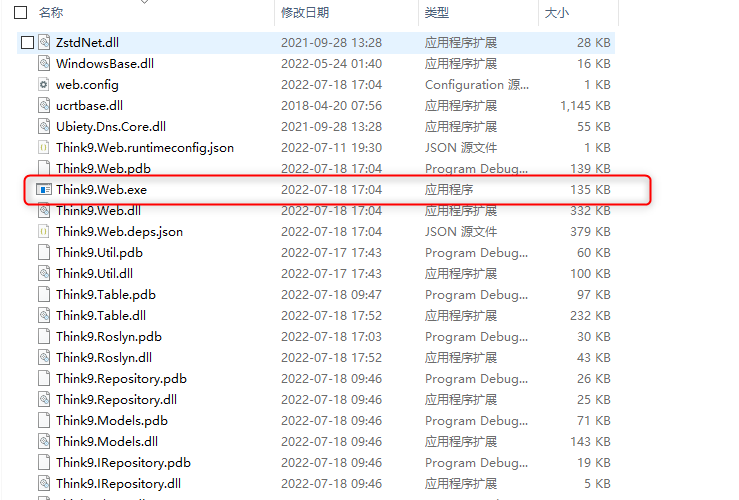 名称 修改日期 类型 大小
ZstdNet.dll 2021-09-28 13:28 应用程序扩展 28 KB
WindowsBase.dll 2022-05-24 01:40 应用程序扩展 16 KB
web.config 2022-07-18 17:04 Configuration 源... 1 KB
ucrtbase.dll 2018-04-20 07:56 应用程序扩展 1,145 KB
Ubiety.Dns.Core.dll 2021-09-28 13:28 应用程序扩展 55 KB
Think9.Web.runtimeconfig.json 2022-07-11 19:30 JSON 源文件 1 KB
Think9.Web.pdb 2022-07-18 17:04 Program Debug... 139 KB
Think9.Web.exe 2022-07-18 17:04 应用程序 135 KB
Think9.Web.dll 2022-07-18 17:04 应用程序扩展 332 KB
Think9.Web.deps.json 2022-07-18 17:04 JSON 源文件 379 KB
Think9.Util.pdb 2022-07-17 17:43 Program Debug... 60 KB
Think9.Util.dll 2022-07-17 17:43 应用程序扩展 100 KB
Think9.Table.pdb 2022-07-18 09:47 Program Debug... 97 KB
Think9.Table.dll 2022-07-18 17:52 应用程序扩展 232 KB
Think9.Roslyn.pdb 2022-07-18 17:03 Program Debug... 30 KB
Think9.Roslyn.dll 2022-07-18 17:52 应用程序扩展 43 KB
Think9.Repository.pdb 2022-07-18 09:46 Program Debug... 26 KB
Think9.Repository.dll 2022-07-18 09:46 应用程序扩展 25 KB
Think9.Models.pdb 2022-07-18 09:46 Program Debug... 71 KB
Think9.Models.dll 2022-07-18 09:46 应用程序扩展 143 KB
Think9.IRepository.pdb 2022-07-18 09:46 Program Debug... 19 KB
Think9.IRepository.dll 2022-07-18 09:46 应用程序扩展 5 KB